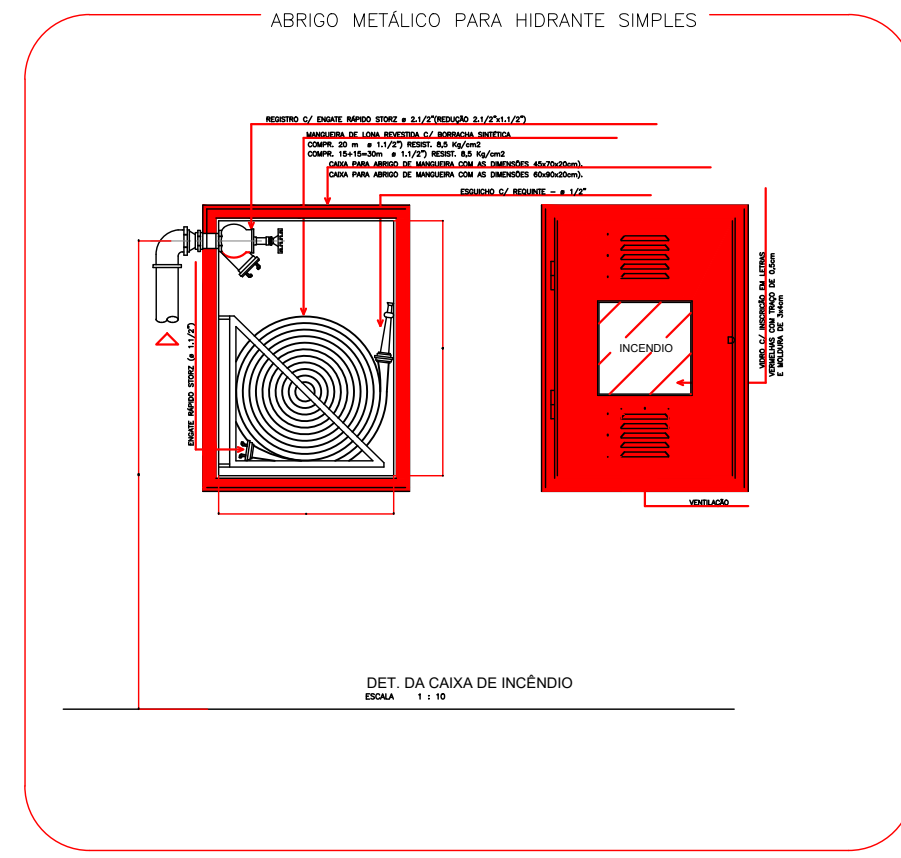 ABRIGO METÁLICO PARA HIDRANTE SIMPLES
REGISTRO C/ ENGATE RÁPIDO STORZ ø 2.1/2"(REDUÇÃO 2.1/2"x1.1/2")
MANGUEIRA DE LONA REVESTIDA C/ BORRACHA SINTÉTICA
COMPR. 20 m ø 1.1/2") RESIST. 8,5 Kg/cm2
COMPR. 15+15=30m ø 1.1/2") RESIST. 8,5 Kg/cm2
CAIXA PARA ABRIGO DE MANGUEIRA COM AS DIMENSÕES 45x70x20cm).
CAIXA PARA ABRIGO DE MANGUEIRA COM AS DIMENSÕES 60x90x20cm).
ESGUICHO C/ REQUINTE - ø 1/2"
ENGATE RÁPIDO STORZ (ø 1.1/2")
INCENDIO
VIDRO C/ INSCRIÇÃO EM LETRAS
VERMELHAS COM TRAÇO DE 0,5cm
E MOLDURA DE 3x4cm
VENTILACÃO
DET. DA CAIXA DE INCÊNDIO
ESCALA 1 : 10